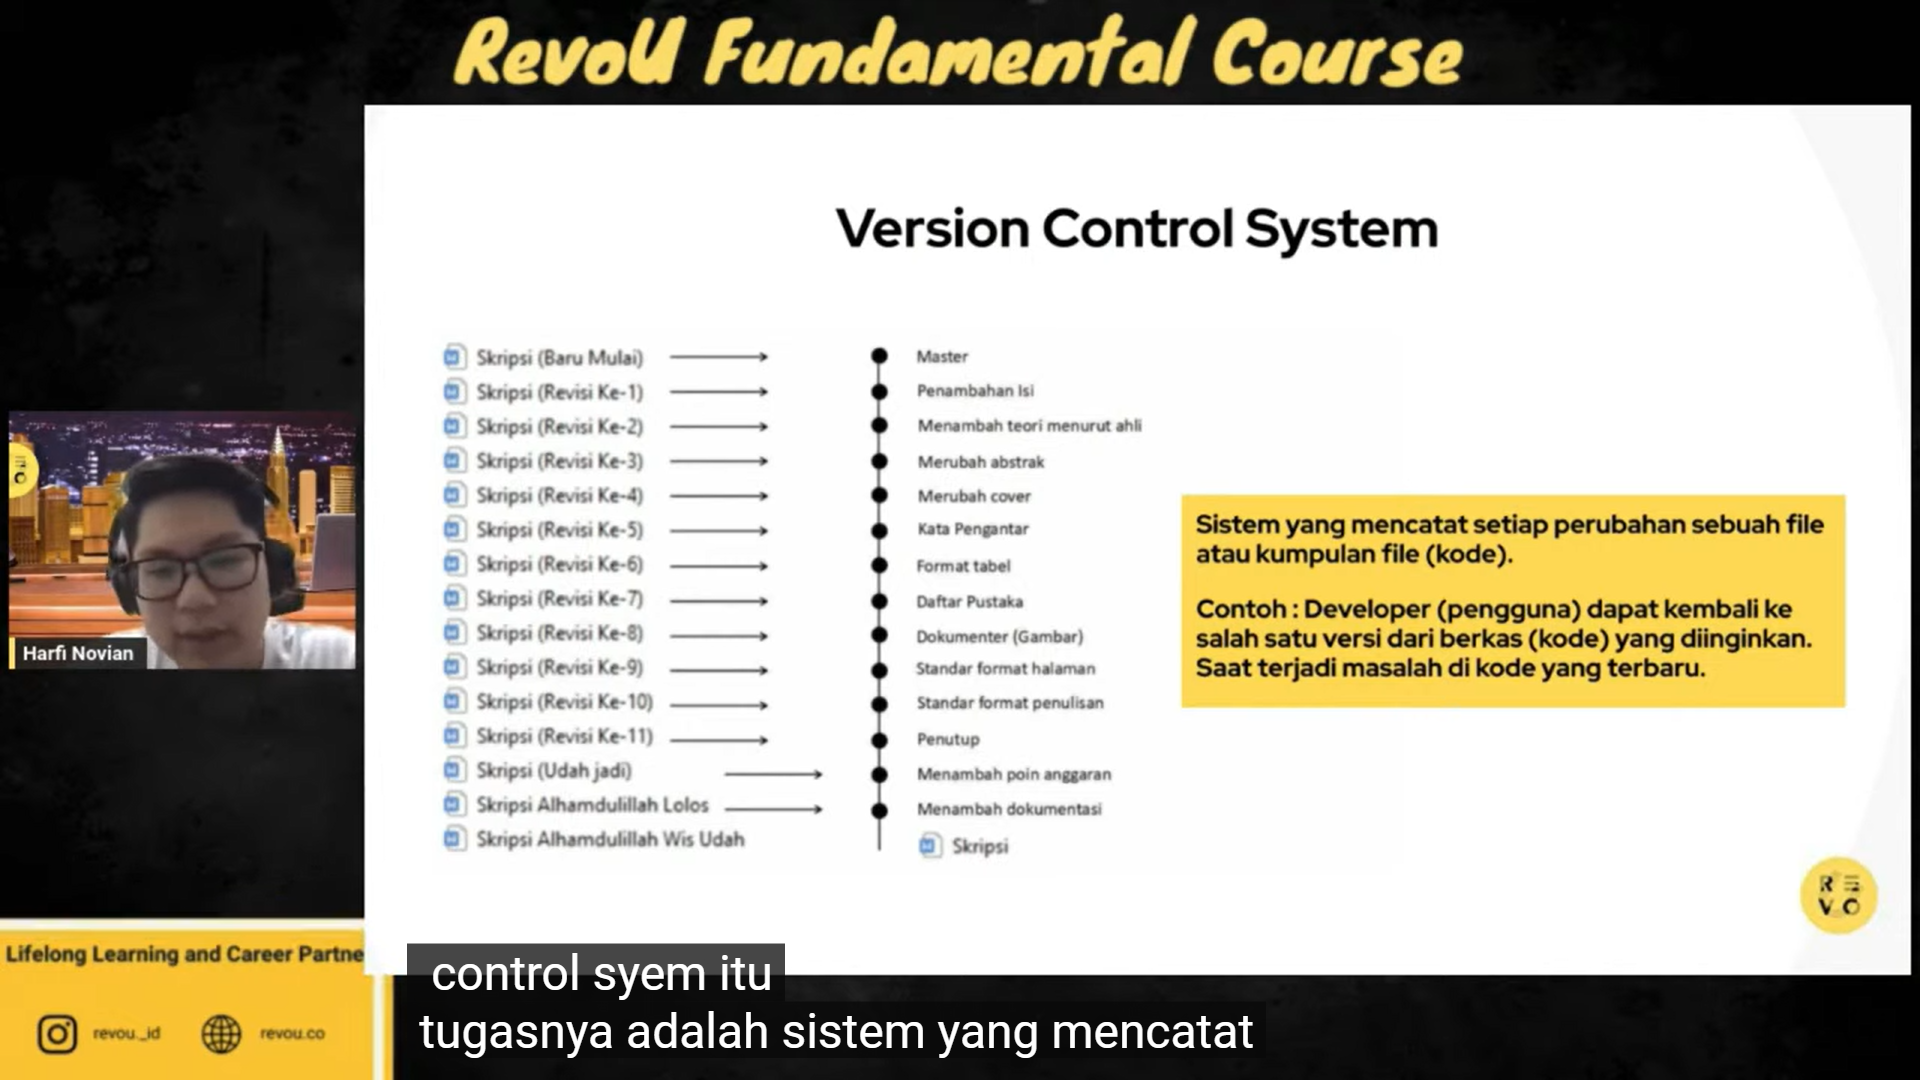 RevoU Fundamental Course
Version Control System
Skripsi (Baru Mulai)
Skripsi (Revisi Ke-1)
Skripsi (Revisi Ke-2)
Skripsi (Revisi Ke-3)
Skripsi (Revisi Ke-4)
Skripsi (Revisi Ke-5)
Skripsi (Revisi Ke-6)
Skripsi (Revisi Ke-7)
Skripsi (Revisi Ke-8)
Skripsi (Revisi Ke-9)
Skripsi (Revisi Ke-10)
Skripsi (Revisi Ke-11)
Skripsi (Udah jadi)
Skripsi Alhamdulillah Lolos
Skripsi Alhamdulillah Wis Udah
Master
Penambahan Isi
Menambah teori menurut ahli
Merubah abstrak
Merubah cover
Kata Pengantar
Format tabel
Daftar Pustaka
Dokumenter (Gambar)
Standar format halaman
Standar format penulisan
Penutup
Menambah poin anggaran
Menambah dokumentasi
Skripsi
Sistem yang mencatat setiap perubahan sebuah file
atau kumpulan file (kode).
Contoh : Developer (pengguna) dapat kembali ke
salah satu versi dari berkas (kode) yang diinginkan.
Saat terjadi masalah di kode yang terbaru.
Harfi Novian
Lifelong Learning and Career Partne
revou_id
revou.co
R E
V O
control syem itu
tugasnya adalah sistem yang mencatat